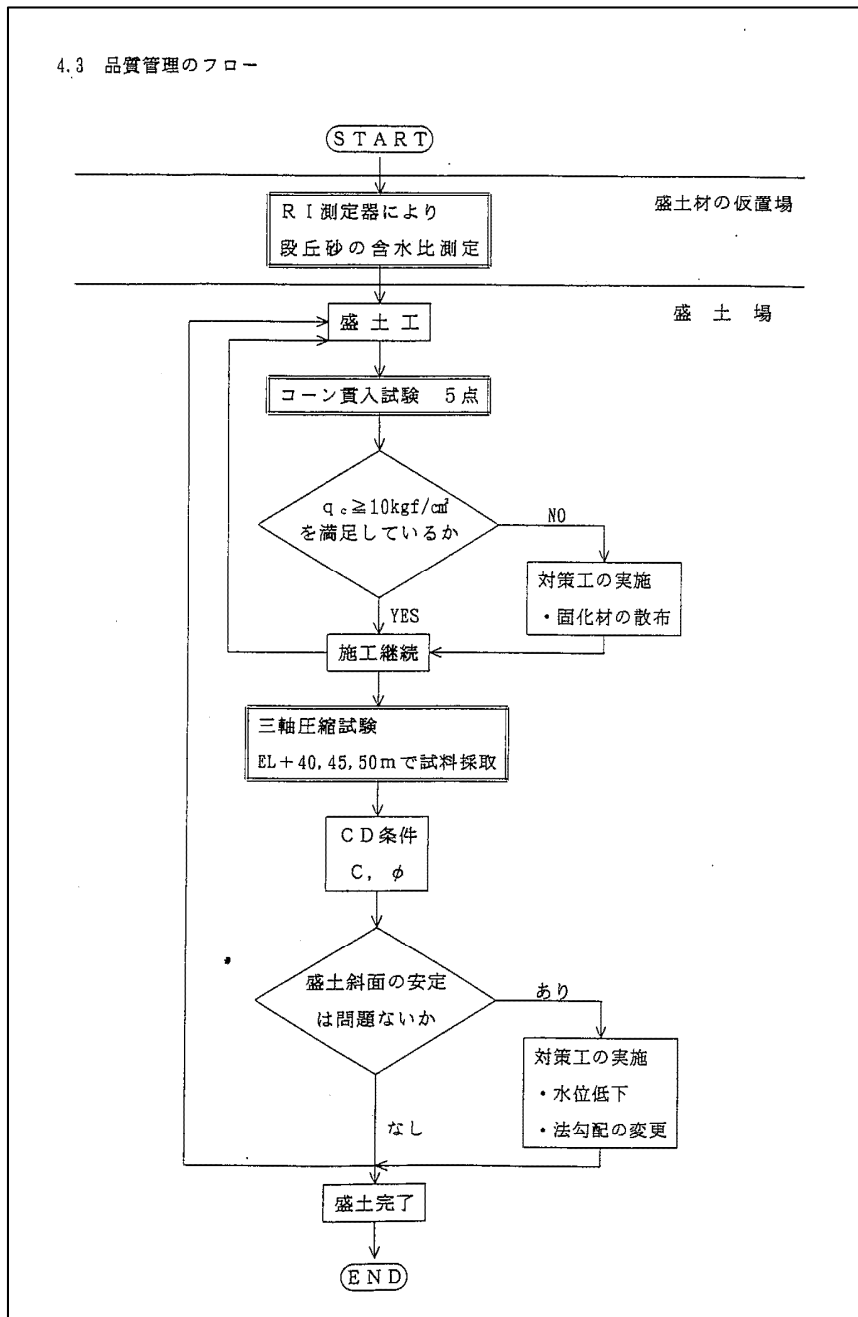 4.3 品質管理のフロー
START
盛土材の仮置場
RI測定器により
段丘砂の含水比測定
盛土場
盛土工
コーン貫入試験 5点
qc≧10kgf/c㎡
を満足しているか
NO
対策工の実施
・固化材の散布
YES
施工継続
三軸圧縮試験
EL+40,45,50mで試料採取
CD条件
C, φ
盛土斜面の安定
は問題ないか
あり
対策工の実施
・水位低下
・法勾配の変更
なし
盛土完了
END